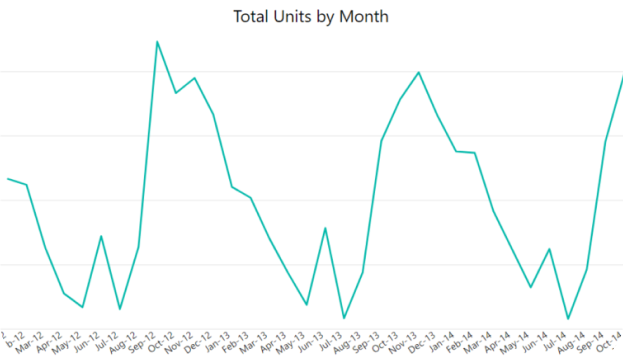 Total Units by Month
b-12 Mar-12 Apr-12 May-12 Jun-12 Jul-12 Aug-12 Sep-12 Oct-12 Nov-12 Dec-12 Jan-13 Feb-13 Mar-13 Apr-13 May-13 Jun-13 Jul-13 Aug-13 Sep-13 Oct-13 Nov-13 Dec-13 Jan-14 Feb-14 Mar-14 Apr-14 May-14 Jun-14 Jul-14 Aug-14 Sep-14 Oct-14